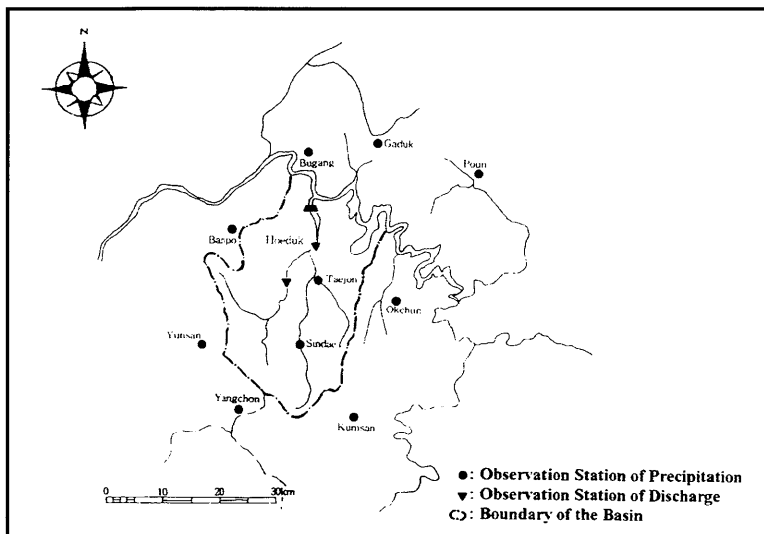 N
Gaduk
Bugang
Poun
Banpo
Hoeduk
Taejon
Okchun
Yunsan
Sindae
Yangchon
Kumsan
0 10 20 30km
●: Observation Station of Precipitation
▼: Observation Station of Discharge
: Boundary of the Basin